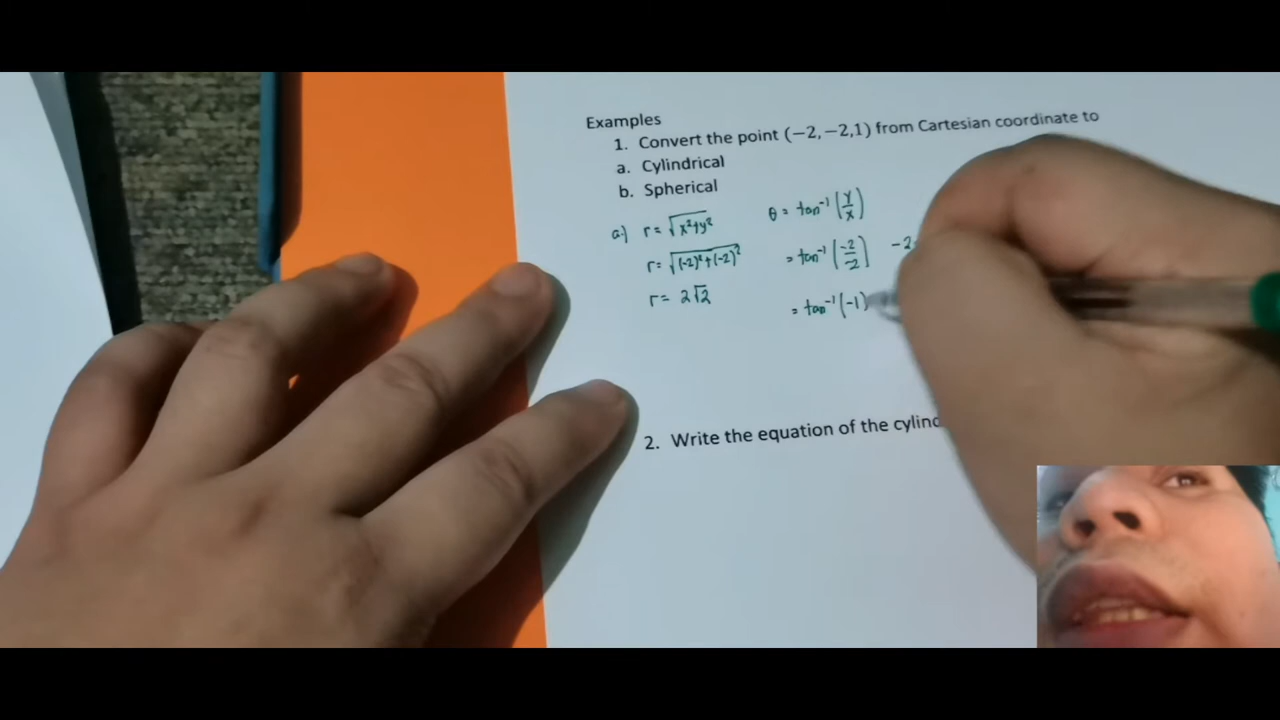 Examples
1. Convert the point (−2,−2,1) from Cartesian coordinate to
a. Cylindrical
b. Spherical
a.) r = √x²+y²
θ = tan⁻¹ (y/x)
r = √(-2)²+(-2)²
= tan⁻¹ (-2/-2)
-2
r = 2√2
= tan⁻¹ (-1)
2. Write the equation of the